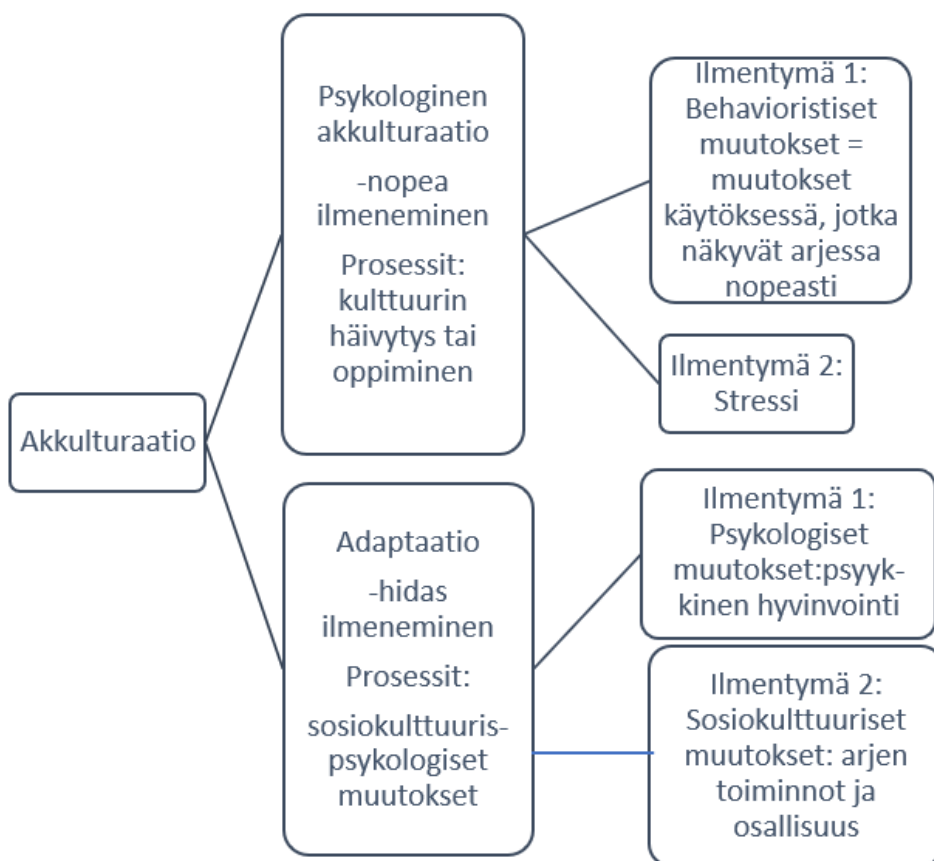 Akkulturaatio
Psykologinen
akkulturaatio
-nopea
ilmeneminen
Prosessit:
kulttuurin
häivytys tai
oppiminen
Ilmentymä 1:
Behavioristiset
muutokset =
muutokset
käytöksessä, jotka
näkyvät arjessa
nopeasti
Ilmentymä 2:
Stressi
Adaptaatio
-hidas
ilmeneminen
Prosessit:
sosiokulttuuris-
psykologiset
muutokset
Ilmentymä 1:
Psykologiset
muutokset:psyyk-
kinen hyvinvointi
Ilmentymä 2:
Sosiokulttuuriset
muutokset: arjen
toiminnot ja
osallisuus